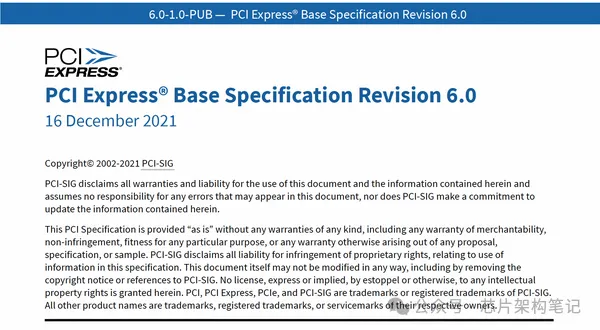 6.0-1.0-PUB — PCI Express® Base Specification Revision 6.0
PCI
EXPRESS®
PCI Express® Base Specification Revision 6.0
16 December 2021
Copyright© 2002-2021 PCI-SIG
PCI-SIG disclaims all warranties and liability for the use of this document and the information contained herein and
assumes no responsibility for any errors that may appear in this document, nor does PCI-SIG make a commitment to
update the information contained herein.
This PCI Specification is provided “as is” without any warranties of any kind, including any warranty of merchantability,
non-infringement, fitness for any particular purpose, or any warranty otherwise arising out of any proposal,
specification, or sample. PCI-SIG disclaims all liability for infringement of proprietary rights, relating to use of
information in this specification. This document itself may not be modified in any way, including by removing the
copyright notice or references to PCI-SIG. No license, express or implied, by estoppel or otherwise, to any intellectual
property rights is granted herein. PCI, PCI Express, PCIe, and PCI-SIG are trademarks or registered trademarks of PCI-SIG.
All other product names are trademarks, registered trademarks, or servicemarks of their respective owners.
公众号 · 芯片架构笔记